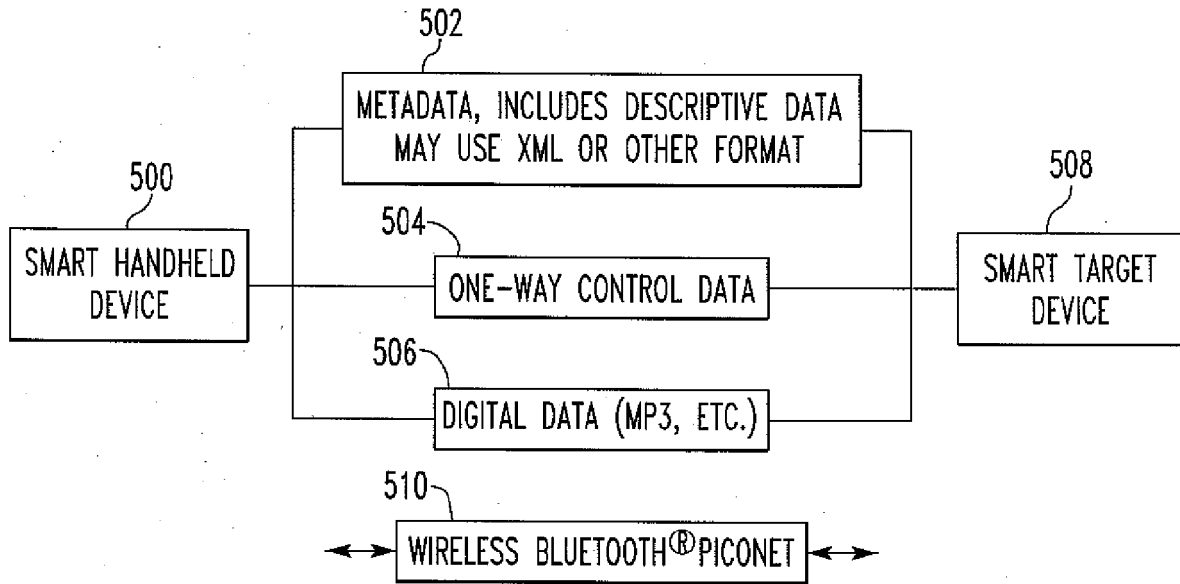 502
METADATA, INCLUDES DESCRIPTIVE DATA
MAY USE XML OR OTHER FORMAT
500
SMART HANDHELD
DEVICE
504
ONE-WAY CONTROL DATA
508
SMART TARGET
DEVICE
506
DIGITAL DATA (MP3, ETC.)
510
WIRELESS BLUETOOTH® PICONET